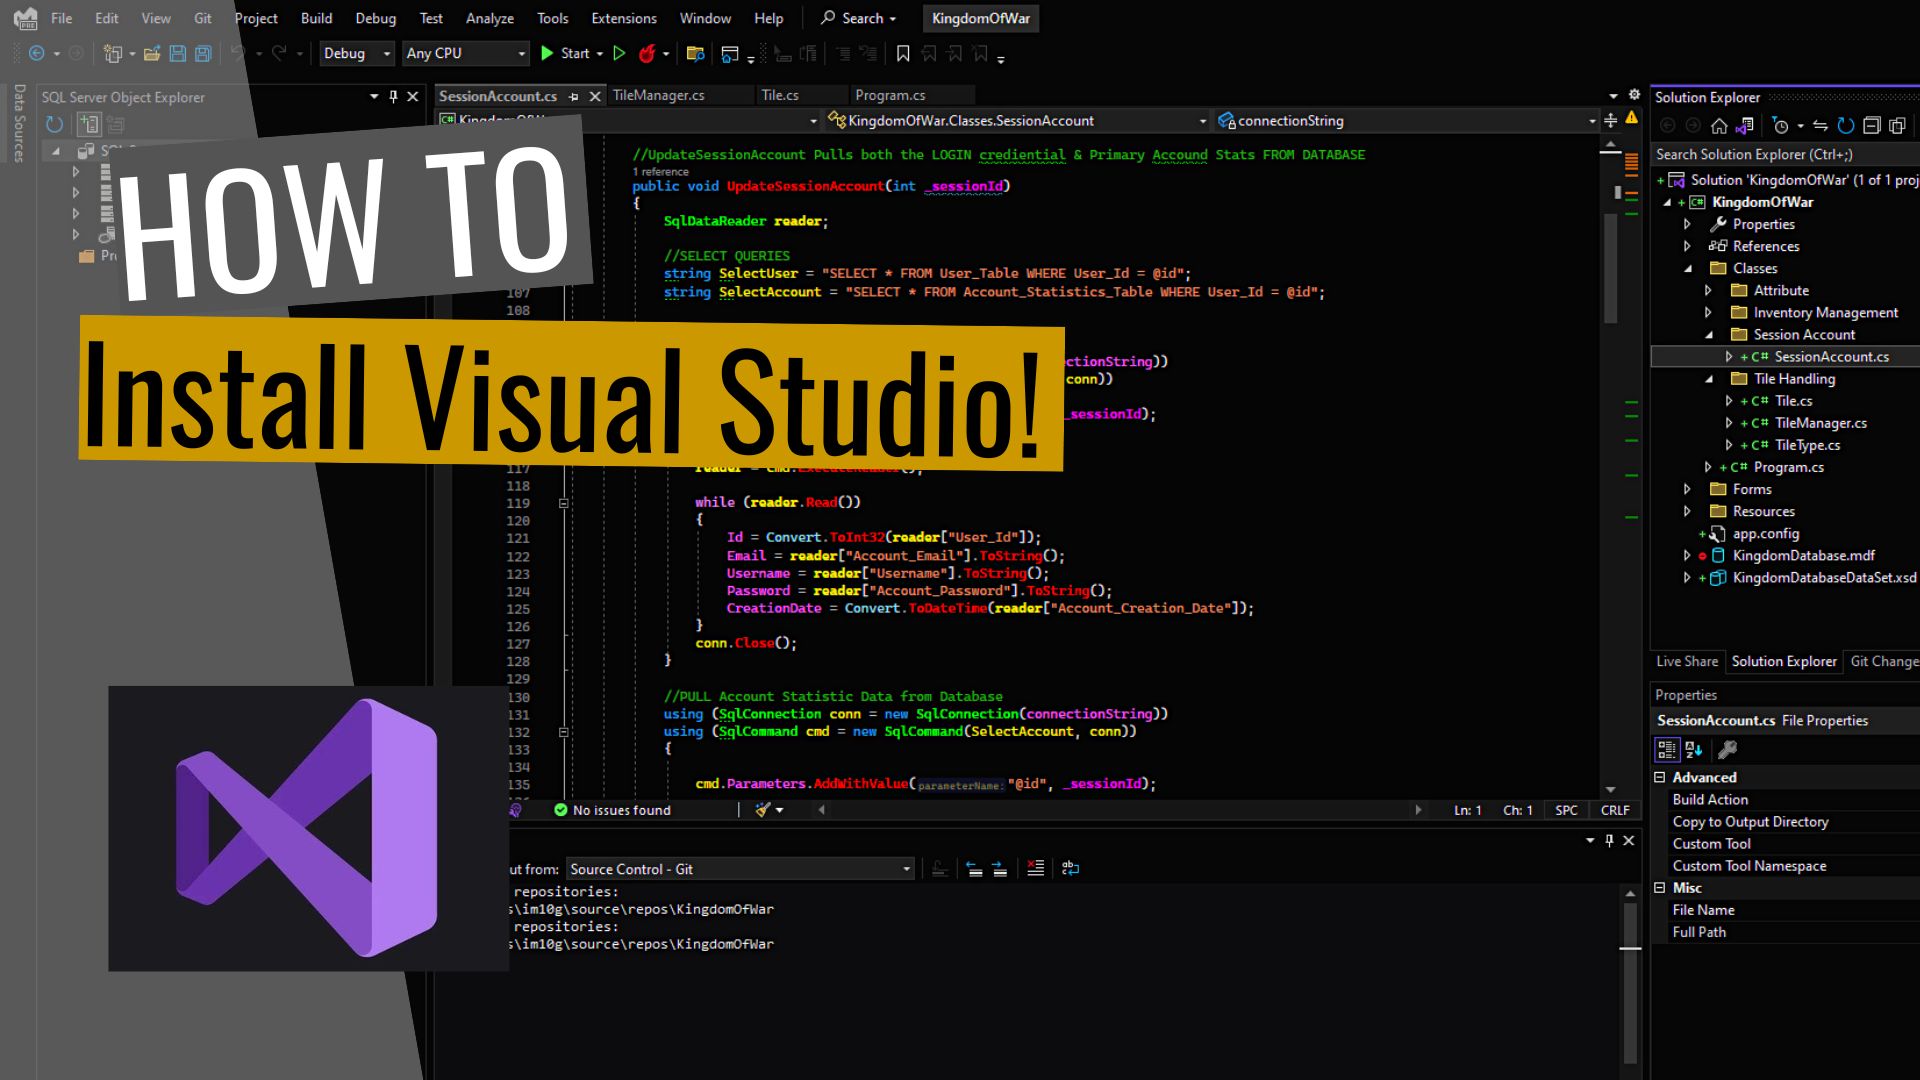 File Edit View Git Project Build Debug Test Analyze Tools Extensions Window Help Search KingdomOfWar
Debug Any CPU Start
Data Sources
SQL Server Object Explorer
SessionAccount.cs TileManager.cs Tile.cs Program.cs
KingdomOfWar.Classes.SessionAccount connectionString
HOW TO
Install Visual Studio!
//UpdateSessionAccount Pulls both the LOGIN crediential & Primary Accound Stats FROM DATABASE
1 reference
public void UpdateSessionAccount(int _sessionId)
{
SqlDataReader reader;
//SELECT QUERIES
string SelectUser = "SELECT * FROM User_Table WHERE User_Id = @id";
107 string SelectAccount = "SELECT * FROM Account_Statistics_Table WHERE User_Id = @id";
108
ctionString))
conn))
_sessionId);
117
118
119 while (reader.Read())
120 {
121 Id = Convert.ToInt32(reader["User_Id"]);
122 Email = reader["Account_Email"].ToString();
123 Username = reader["Username"].ToString();
124 Password = reader["Account_Password"].ToString();
125 CreationDate = Convert.ToDateTime(reader["Account_Creation_Date"]);
126 }
127 conn.Close();
128 }
129
130 //PULL Account Statistic Data from Database
131 using (SqlConnection conn = new SqlConnection(connectionString))
132 using (SqlCommand cmd = new SqlCommand(SelectAccount, conn))
133 {
134
135 cmd.Parameters.AddWithValue(parameterName: "@id", _sessionId);
No issues found Ln: 1 Ch: 1 SPC CRLF
ut from: Source Control - Git
repositories:
s\im10g\source\repos\KingdomOfWar
repositories:
s\im10g\source\repos\KingdomOfWar
Solution Explorer
Search Solution Explorer (Ctrl+;)
Solution 'KingdomOfWar' (1 of 1 proj
C# KingdomOfWar
Properties
References
Classes
Attribute
Inventory Management
Session Account
C# SessionAccount.cs
Tile Handling
C# Tile.cs
C# TileManager.cs
C# TileType.cs
C# Program.cs
Forms
Resources
app.config
KingdomDatabase.mdf
KingdomDatabaseDataSet.xsd
Live Share Solution Explorer Git Change
Properties
SessionAccount.cs File Properties
Advanced
Build Action
Copy to Output Directory
Custom Tool
Custom Tool Namespace
Misc
File Name
Full Path